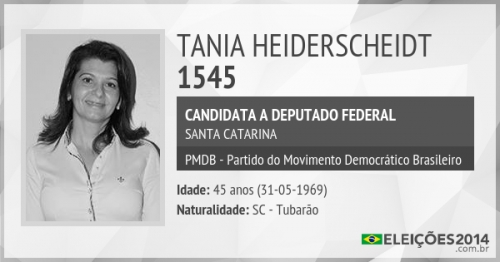 TANIA HEIDERSCHEIDT
1545
CANDIDATA A DEPUTADO FEDERAL
SANTA CATARINA
PMDB - Partido do Movimento Democrático Brasileiro
Idade: 45 anos (31-05-1969)
Naturalidade: SC - Tubarão
ELEIÇÕES2014
.com.br